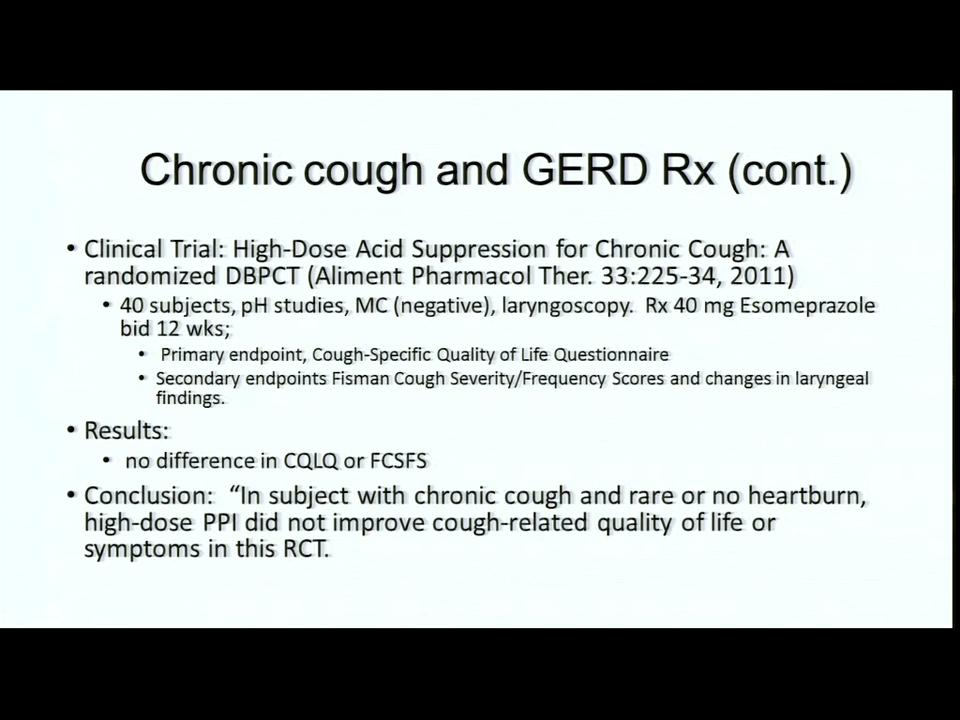 Chronic cough and GERD Rx (cont.)
• Clinical Trial: High-Dose Acid Suppression for Chronic Cough: A
randomized DBPCT (Aliment Pharmacol Ther. 33:225-34, 2011)
• 40 subjects, pH studies, MC (negative), laryngoscopy. Rx 40 mg Esomeprazole
bid 12 wks;
• Primary endpoint, Cough-Specific Quality of Life Questionnaire
• Secondary endpoints Fisman Cough Severity/Frequency Scores and changes in laryngeal
findings.
• Results:
• no difference in CQLQ or FCSFS
• Conclusion: “In subject with chronic cough and rare or no heartburn,
high-dose PPI did not improve cough-related quality of life or
symptoms in this RCT.